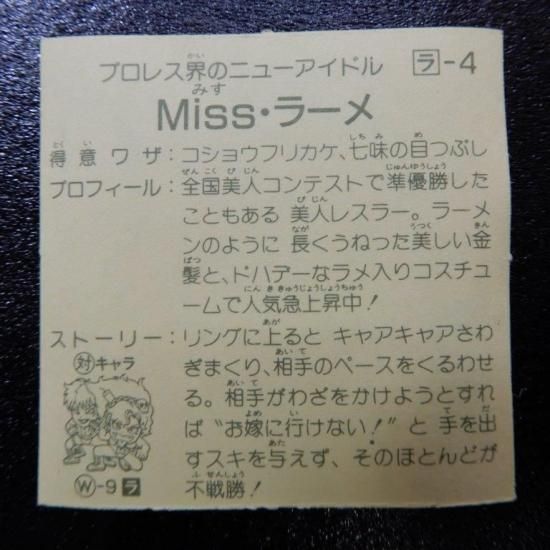 プロレス界のニューアイドル ラ-4
Miss・ラーメ
得意ワザ：コショウフリカケ、七味の目つぶし
プロフィール：全国美人コンテストで準優勝した
こともある美人レスラー。ラーメ
ンのように長くうねった美しい金
髪と、ドハデーなラメ入りコスチュ
ームで人気急上昇中！
ストーリー：リングに上るとキャアキャアさわ
ぎまくり、相手のペースをくるわせ
る。相手がわざをかけようとすれ
ば“お嫁に行けない！”と手を出
すスキを与えず、そのほとんどが
不戦勝！
対キャラ
W-9ラ